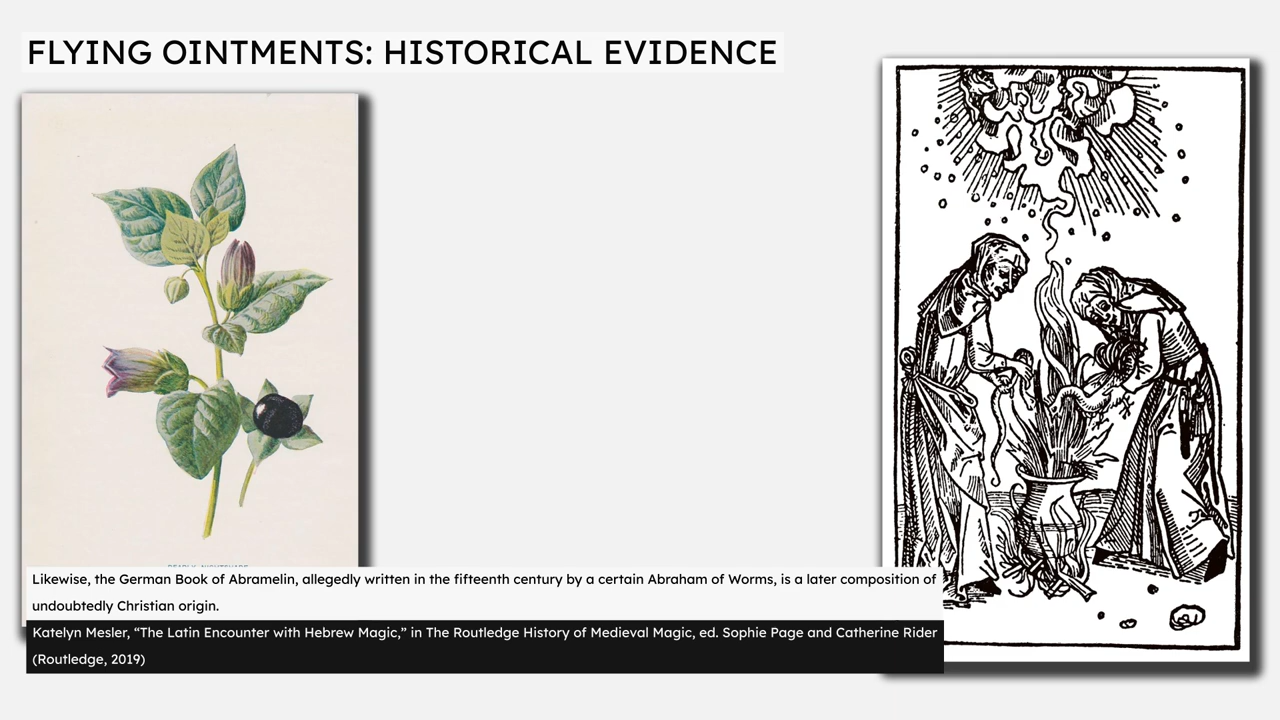 FLYING OINTMENTS: HISTORICAL EVIDENCE
Likewise, the German Book of Abramelin, allegedly written in the fifteenth century by a certain Abraham of Worms, is a later composition of
undoubtedly Christian origin.
Katelyn Mesler, “The Latin Encounter with Hebrew Magic,” in The Routledge History of Medieval Magic, ed. Sophie Page and Catherine Rider
(Routledge, 2019)